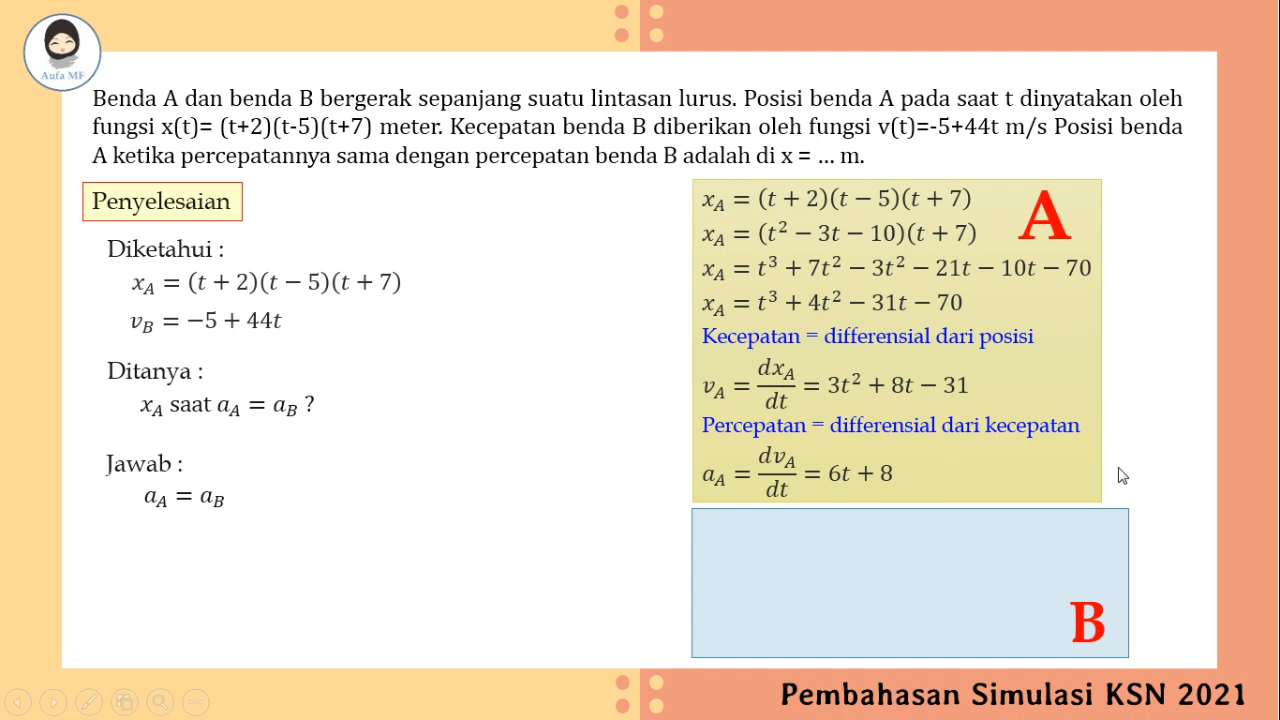 Aufa MF
Benda A dan benda B bergerak sepanjang suatu lintasan lurus. Posisi benda A pada saat t dinyatakan oleh
fungsi x(t)= (t+2)(t-5)(t+7) meter. Kecepatan benda B diberikan oleh fungsi v(t)=-5+44t m/s Posisi benda
A ketika percepatannya sama dengan percepatan benda B adalah di x = ... m.
Penyelesaian
Diketahui :
x_A = (t + 2)(t − 5)(t + 7)
v_B = −5 + 44t
Ditanya :
x_A saat a_A = a_B ?
Jawab :
a_A = a_B
A
x_A = (t + 2)(t − 5)(t + 7)
x_A = (t² − 3t − 10)(t + 7)
x_A = t³ + 7t² − 3t² − 21t − 10t − 70
x_A = t³ + 4t² − 31t − 70
Kecepatan = differensial dari posisi
v_A = dx_A/dt = 3t² + 8t − 31
Percepatan = differensial dari kecepatan
a_A = dv_A/dt = 6t + 8
B
Pembahasan Simulasi KSN 2021